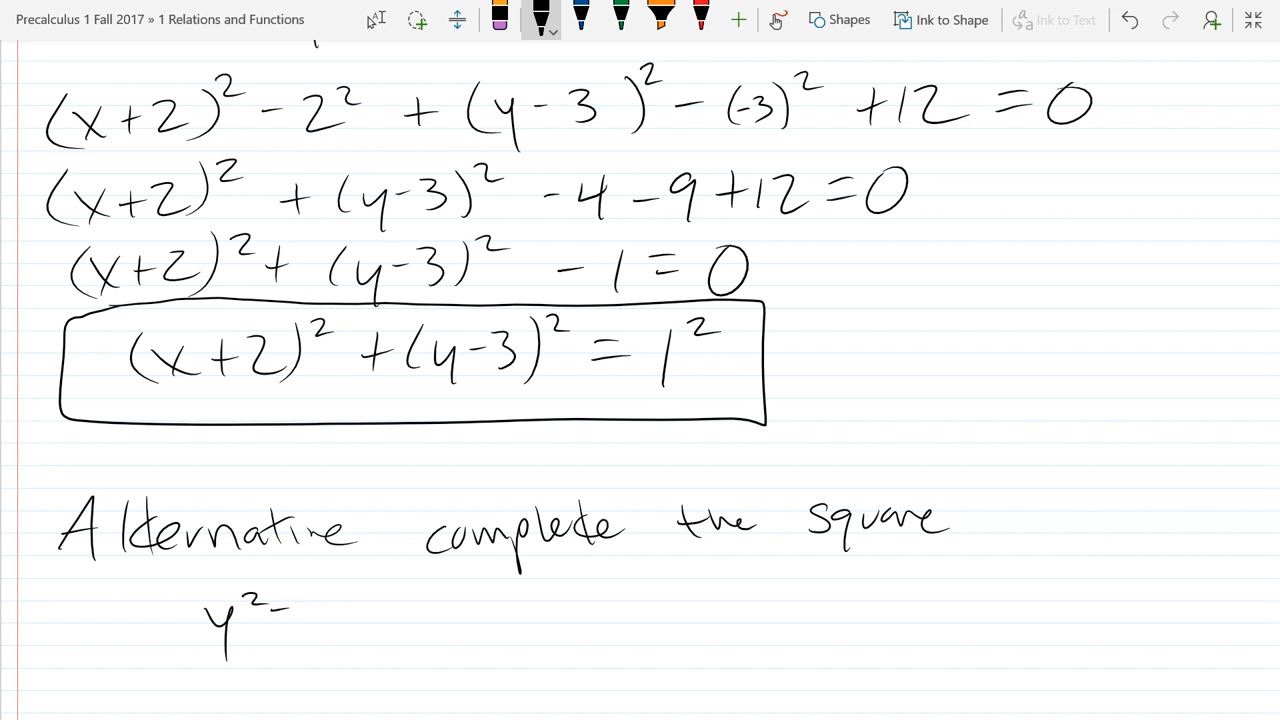 Precalculus 1 Fall 2017 » 1 Relations and Functions Shapes Ink to Shape Ink to Text
(x+2)² - 2² + (y-3)² - (-3)² +12 = 0
(x+2)² + (y-3)² -4 -9 +12 = 0
(x+2)² + (y-3)² -1 = 0
(x+2)² + (y-3)² = 1²
Alternative complete the square
y² -